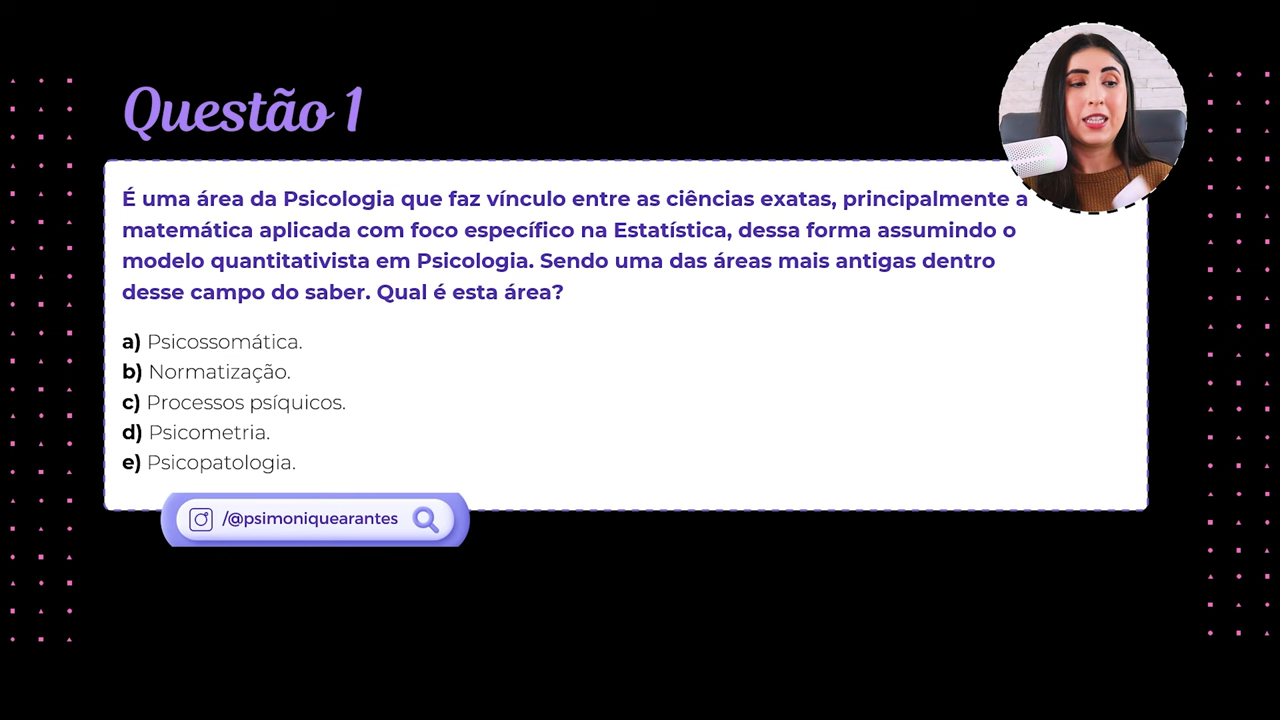 Questão 1
É uma área da Psicologia que faz vínculo entre as ciências exatas, principalmente a
matemática aplicada com foco específico na Estatística, dessa forma assumindo o
modelo quantitativista em Psicologia. Sendo uma das áreas mais antigas dentro
desse campo do saber. Qual é esta área?
a) Psicossomática.
b) Normatização.
c) Processos psíquicos.
d) Psicometria.
e) Psicopatologia.
/@psimoniquearantes